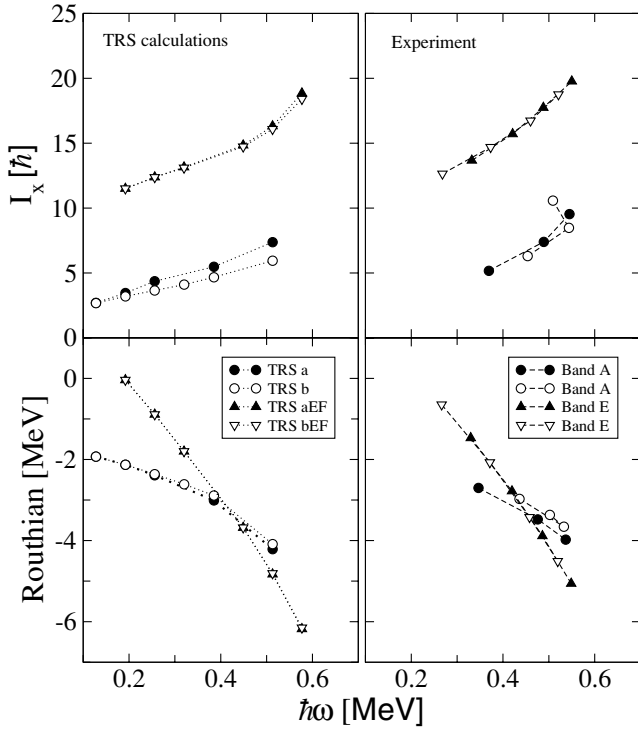 TRS calculations
Experiment
25
20
15
10
5
0
I_x [ℏ]
0
-2
-4
-6
Routhian [MeV]
TRS a
TRS b
TRS aEF
TRS bEF
Band A
Band A
Band E
Band E
0.2 0.4 0.6 0.2 0.4 0.6
ℏω [MeV]